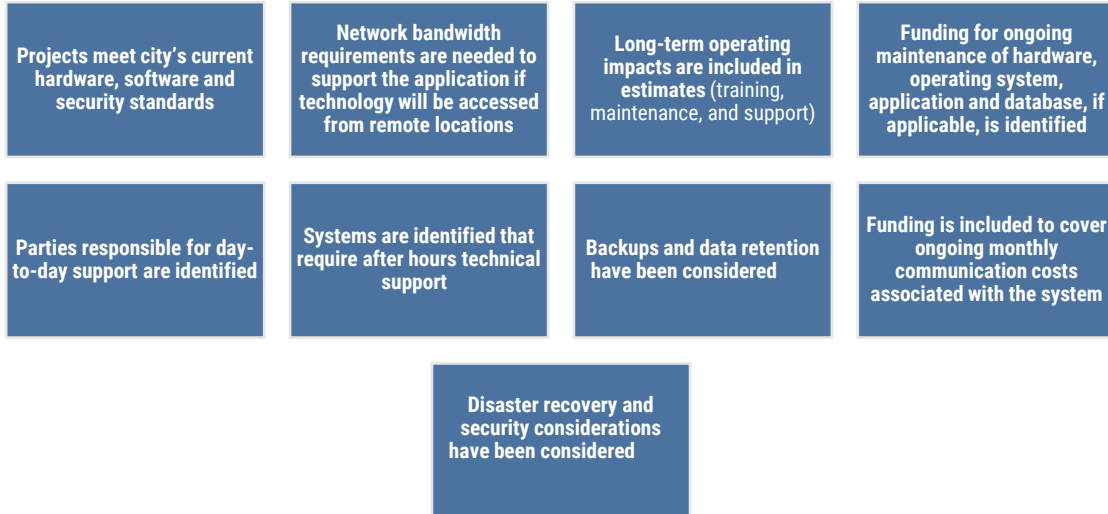 Projects meet city's current
hardware, software and
security standards
Network bandwidth
requirements are needed to
support the application if
technology will be accessed
from remote locations
Long-term operating
impacts are included in
estimates (training,
maintenance, and support)
Funding for ongoing
maintenance of hardware,
operating system,
application and database, if
applicable, is identified
Parties responsible for day-
to-day support are identified
Systems are identified that
require after hours technical
support
Backups and data retention
have been considered
Funding is included to cover
ongoing monthly
communication costs
associated with the system
Disaster recovery and
security considerations
have been considered